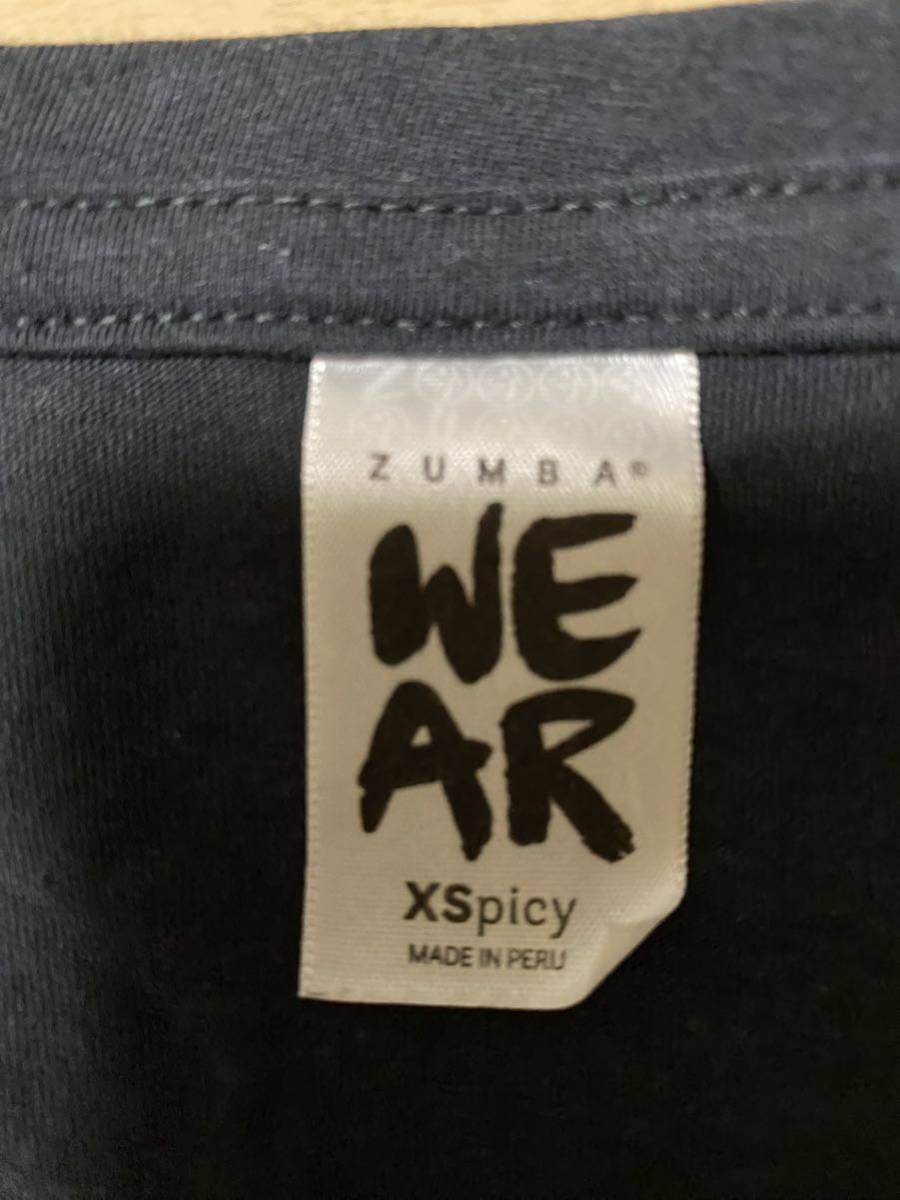 ZUMBA®
WE
AR
XSpicy
MADE IN PERU